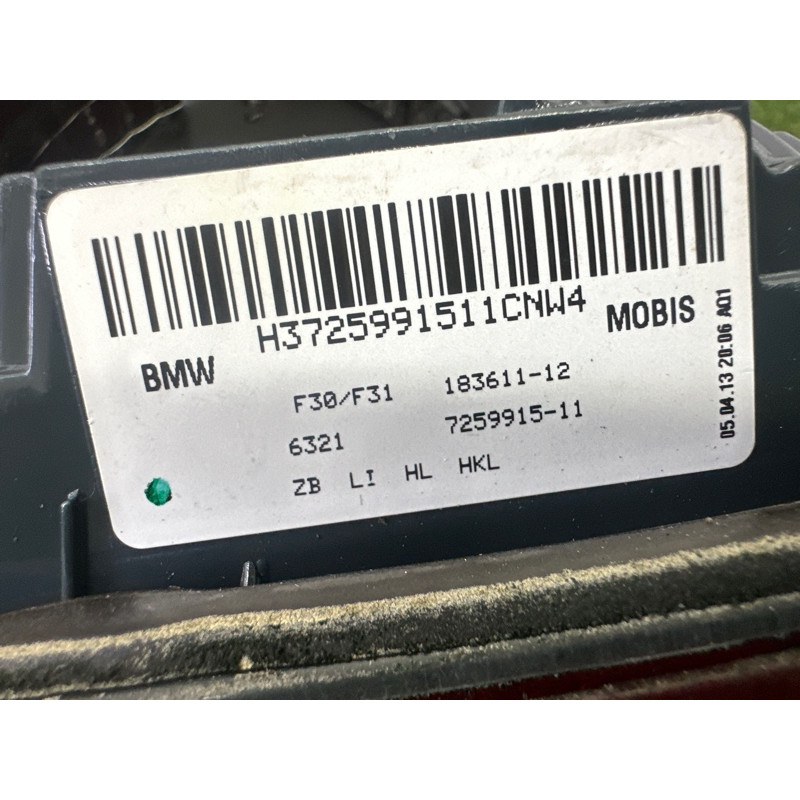 H3725991511CNW4
BMW MOBIS
F30/F31 183611-12
6321 7259915-11
ZB LI HL HKL
05.04.13 20:06 A01